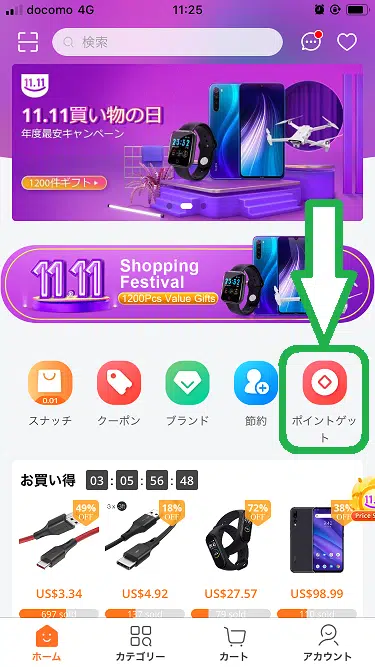 docomo 4G
11:25
検索
11.11
11.11買い物の日
年度最安キャンペーン
1200件ギフト
11.11
Shopping
Festival
1200Pcs Value Gifts
0.01
スナッチ
クーポン
ブランド
節約
ポイントゲッ
ト
お買い得 03 : 05 : 56 : 48
49%
OFF
3 x
18%
OFF
72%
OFF
38%
OFF
US$3.34
US$4.92
US$27.57
US$98.99
697 sold
137 sold
79 sold
110 sold
ホーム
カテゴリー
カート
アカウント